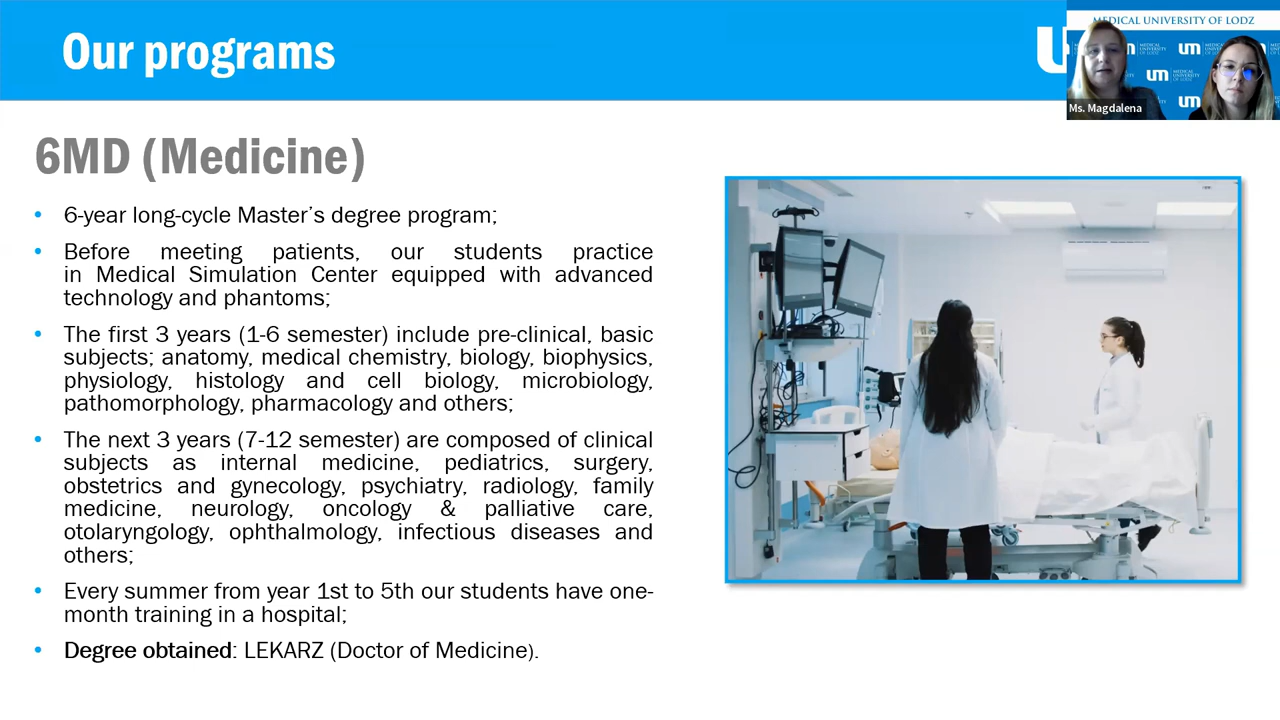 Our programs
MEDICAL UNIVERSITY OF LODZ
Ms. Magdalena
6MD (Medicine)
• 6-year long-cycle Master's degree program;
• Before meeting patients, our students practice
in Medical Simulation Center equipped with advanced
technology and phantoms;
• The first 3 years (1-6 semester) include pre-clinical, basic
subjects; anatomy, medical chemistry, biology, biophysics,
physiology, histology and cell biology, microbiology,
pathomorphology, pharmacology and others;
• The next 3 years (7-12 semester) are composed of clinical
subjects as internal medicine, pediatrics, surgery,
obstetrics and gynecology, psychiatry, radiology, family
medicine, neurology, oncology & palliative care,
otolaryngology, ophthalmology, infectious diseases and
others;
• Every summer from year 1st to 5th our students have one-
month training in a hospital;
• Degree obtained: LEKARZ (Doctor of Medicine).